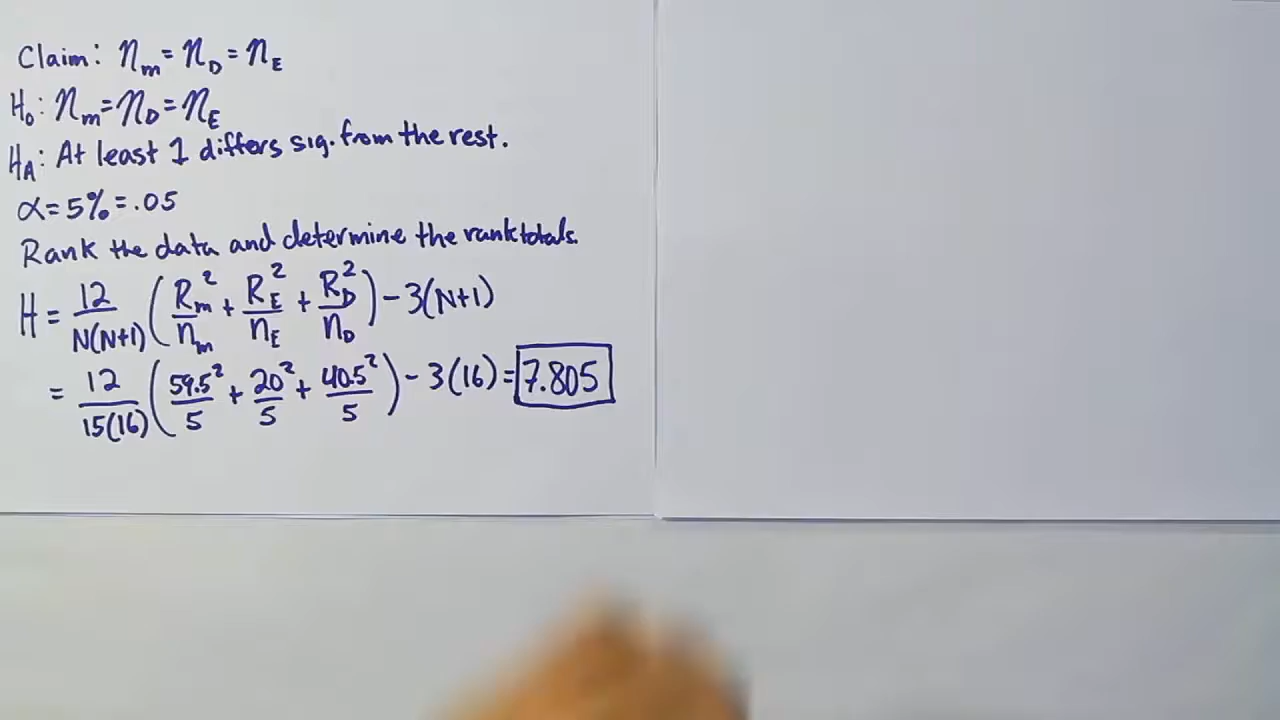 Claim: η_m = η_D = η_E
H₀: η_m = η_D = η_E
H_A: At least 1 differs sig. from the rest.
α = 5% = .05
Rank the data and determine the rank totals.
H = 12/N(N+1) (R_m²/n_m + R_E²/n_E + R_D²/n_D) − 3(N+1)
= 12/15(16) (59.5²/5 + 20²/5 + 40.5²/5) − 3(16) = 7.805